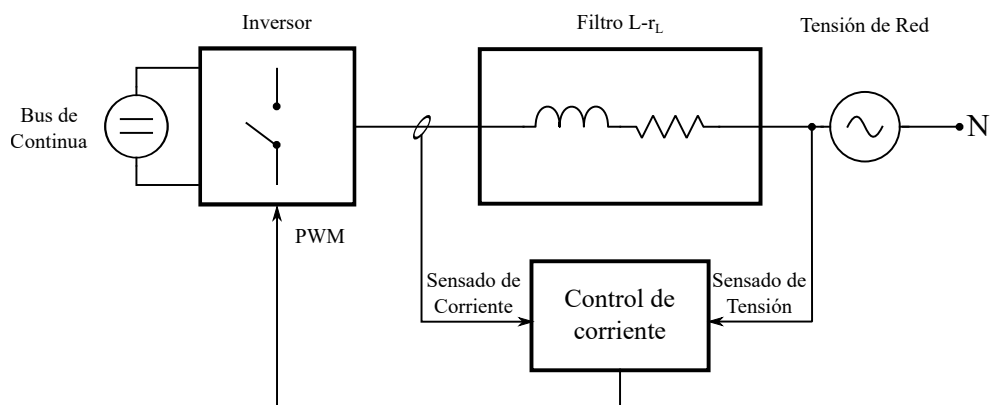 Inversor
Filtro L-rL
Tensión de Red
Bus de
Continua
N
PWM
Sensado de
Corriente
Control de
corriente
Sensado de
Tensión